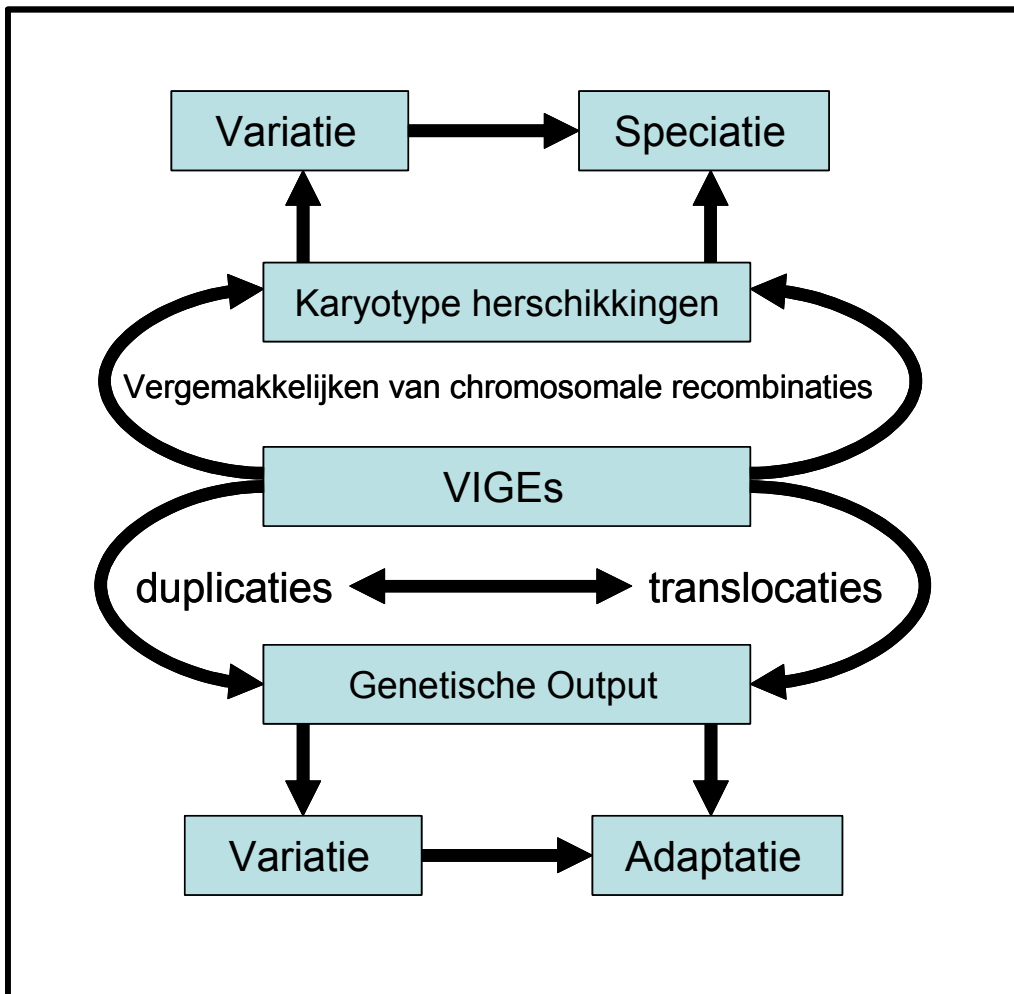 Variatie
Speciatie
Karyotype herschikkingen
Vergemakkelijken van chromosomale recombinaties
VIGEs
duplicaties
translocaties
Genetische Output
Variatie
Adaptatie